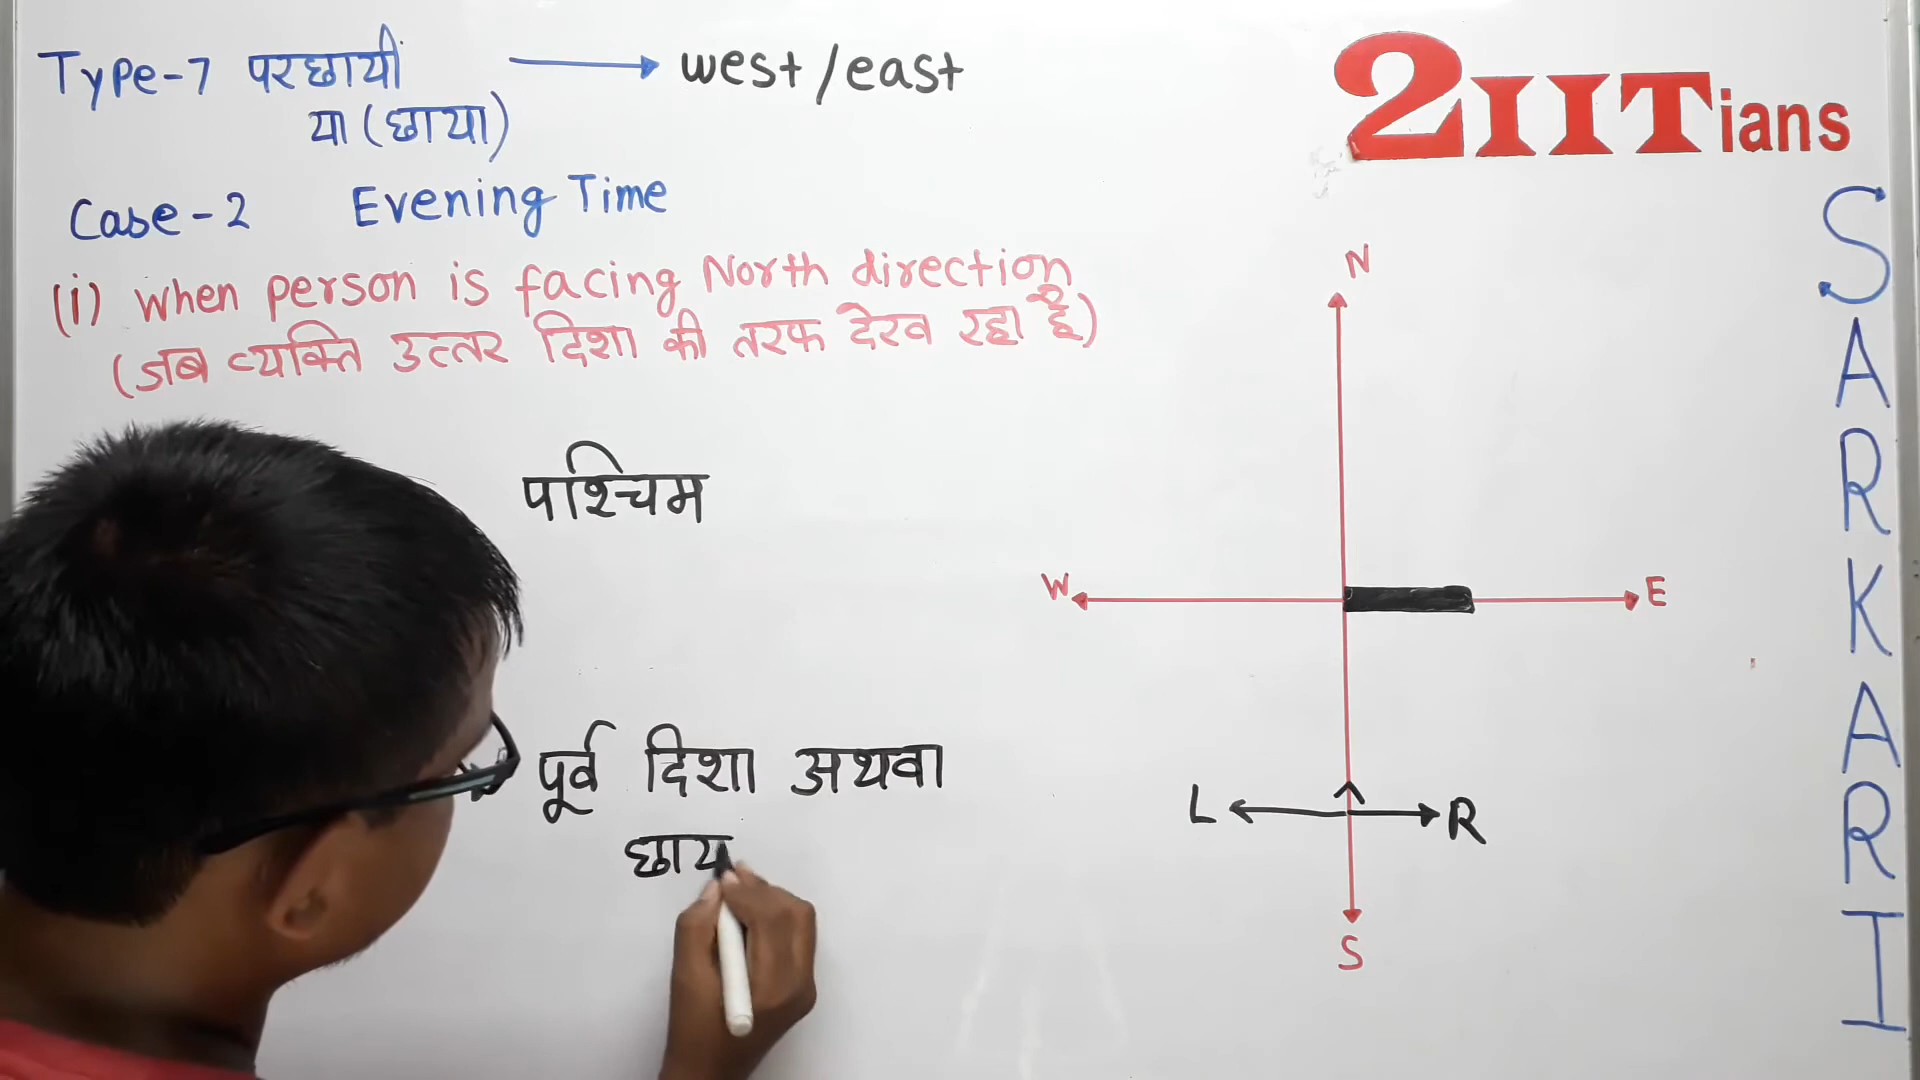 Type-7 परछायी → west/east
या (छाया)
Case-2 Evening Time
(i) When person is facing North direction
(जब व्यक्ति उत्तर दिशा की तरफ देख रहा है)
पश्चिम
पूर्व दिशा अथवा
छाय
2IITians
SARKARI
N
W E
L R
S